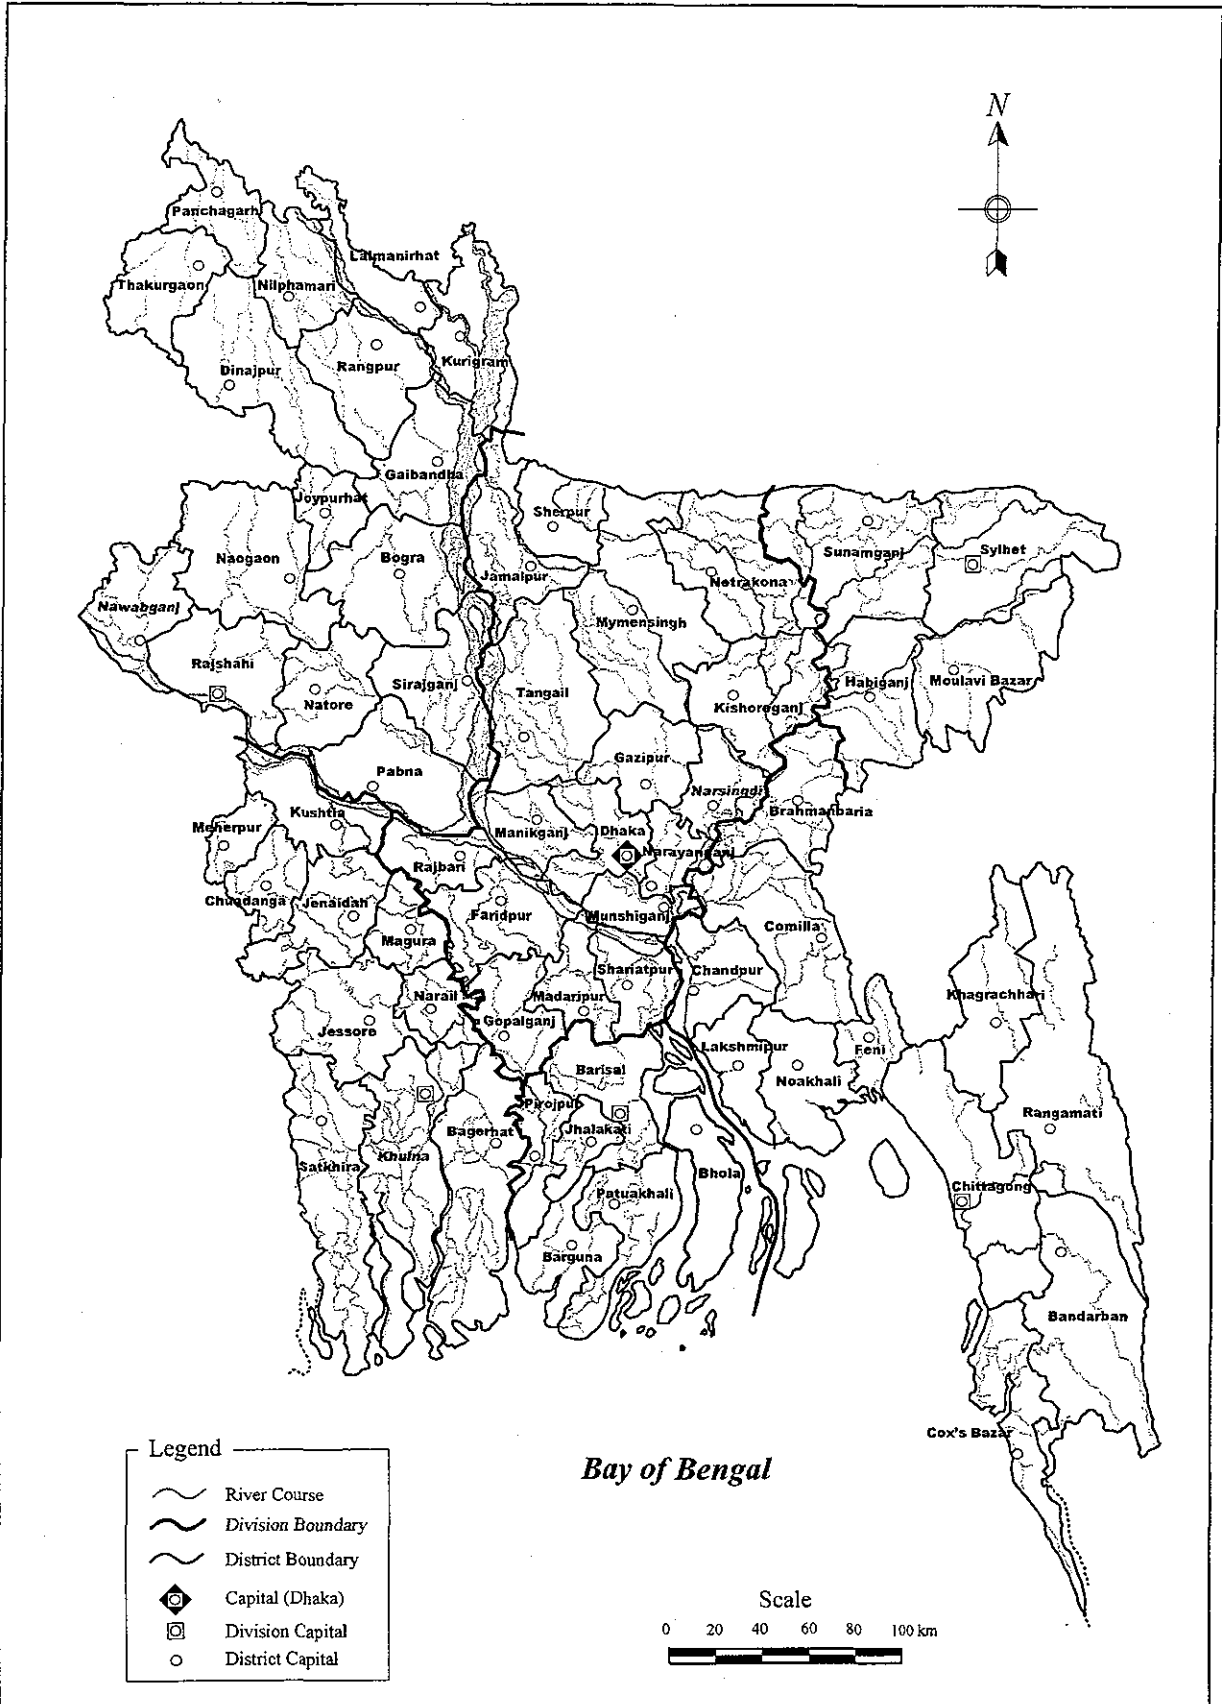 N
Panchagarh
Lalmanirhat
Thakurgaon
Nilphamari
Dinajpur
Rangpur
Kurigram
Gaibandha
Joypurhat
Sherpur
Naogaon
Bogra
Jamalpur
Netrakona
Sunamganj
Sylhet
Nawabganj
Mymensingh
Rajshahi
Natore
Sirajganj
Tangail
Kishoreganj
Habiganj
Moulavi Bazar
Pabna
Gazipur
Narsingdi
Brahmanbaria
Kushtia
Meherpur
Manikganj
Dhaka
Narayanganj
Rajbari
Chuadanga
Jenaidah
Faridpur
Munshiganj
Magura
Comilla
Shariatpur
Chandpur
Khagrachhari
Narail
Madaripur
Jessore
Gopalganj
Lakshmipur
Feni
Barisal
Noakhali
Pirojpur
Rangamati
Bagerhat
Jhalakati
Satkhira
Khulna
Bhola
Chittagong
Patuakhali
Barguna
Bandarban
Cox's Bazar
Bay of Bengal
Legend
River Course
Division Boundary
District Boundary
Capital (Dhaka)
Division Capital
District Capital
Scale
0 20 40 60 80 100 km